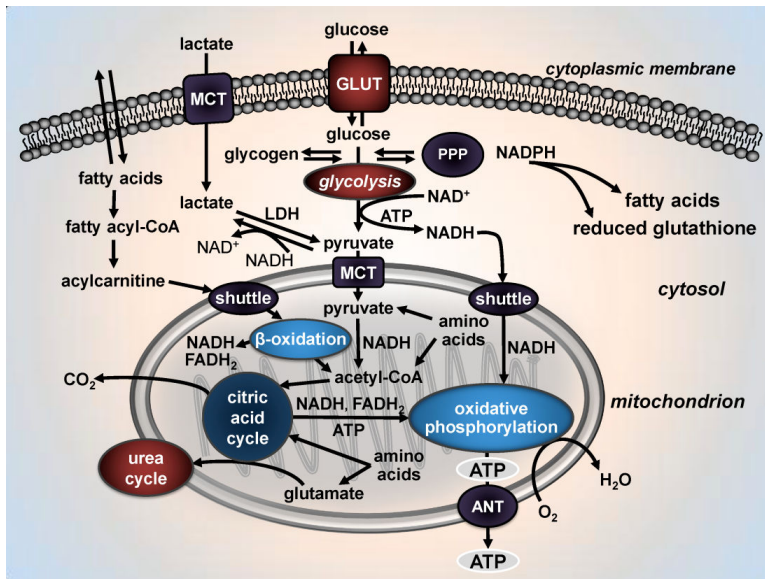 glucose
lactate
cytoplasmic membrane
GLUT
MCT
glucose
glycogen
PPP
NADPH
fatty acids
glycolysis
fatty acids
NAD⁺
lactate
LDH
ATP
reduced glutathione
fatty acyl-CoA
NADH
NAD⁺
pyruvate
NADH
MCT
acylcarnitine
cytosol
shuttle
shuttle
pyruvate
amino
acids
NADH
FADH₂
β-oxidation
NADH
NADH
CO₂
acetyl-CoA
citric
acid
cycle
NADH, FADH₂
ATP
oxidative
phosphorylation
mitochondrion
urea
cycle
amino
acids
glutamate
ATP
H₂O
ANT
O₂
ATP